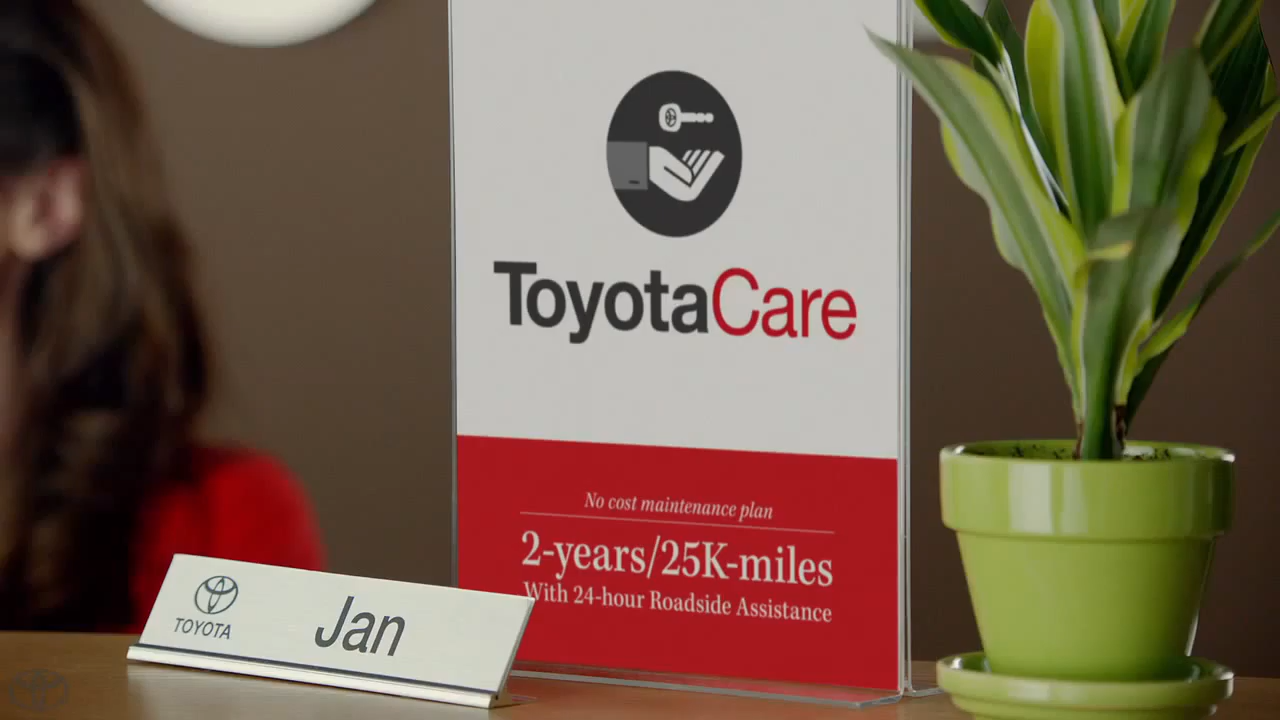 ToyotaCare
No cost maintenance plan
2-years/25K-miles
With 24-hour Roadside Assistance
TOYOTA
Jan